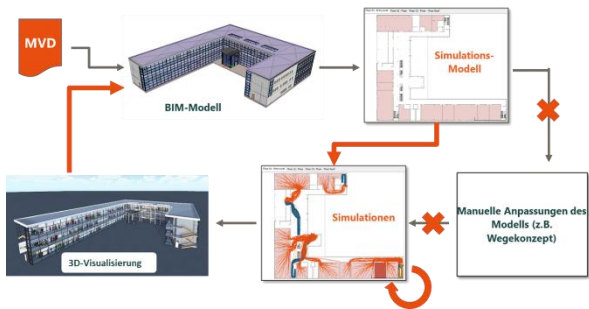 MVD
BIM-Modell
Simulations-
Modell
Simulationen
Manuelle Anpassungen des
Modells (z.B.
Wegekonzept)
3D-Visualisierung